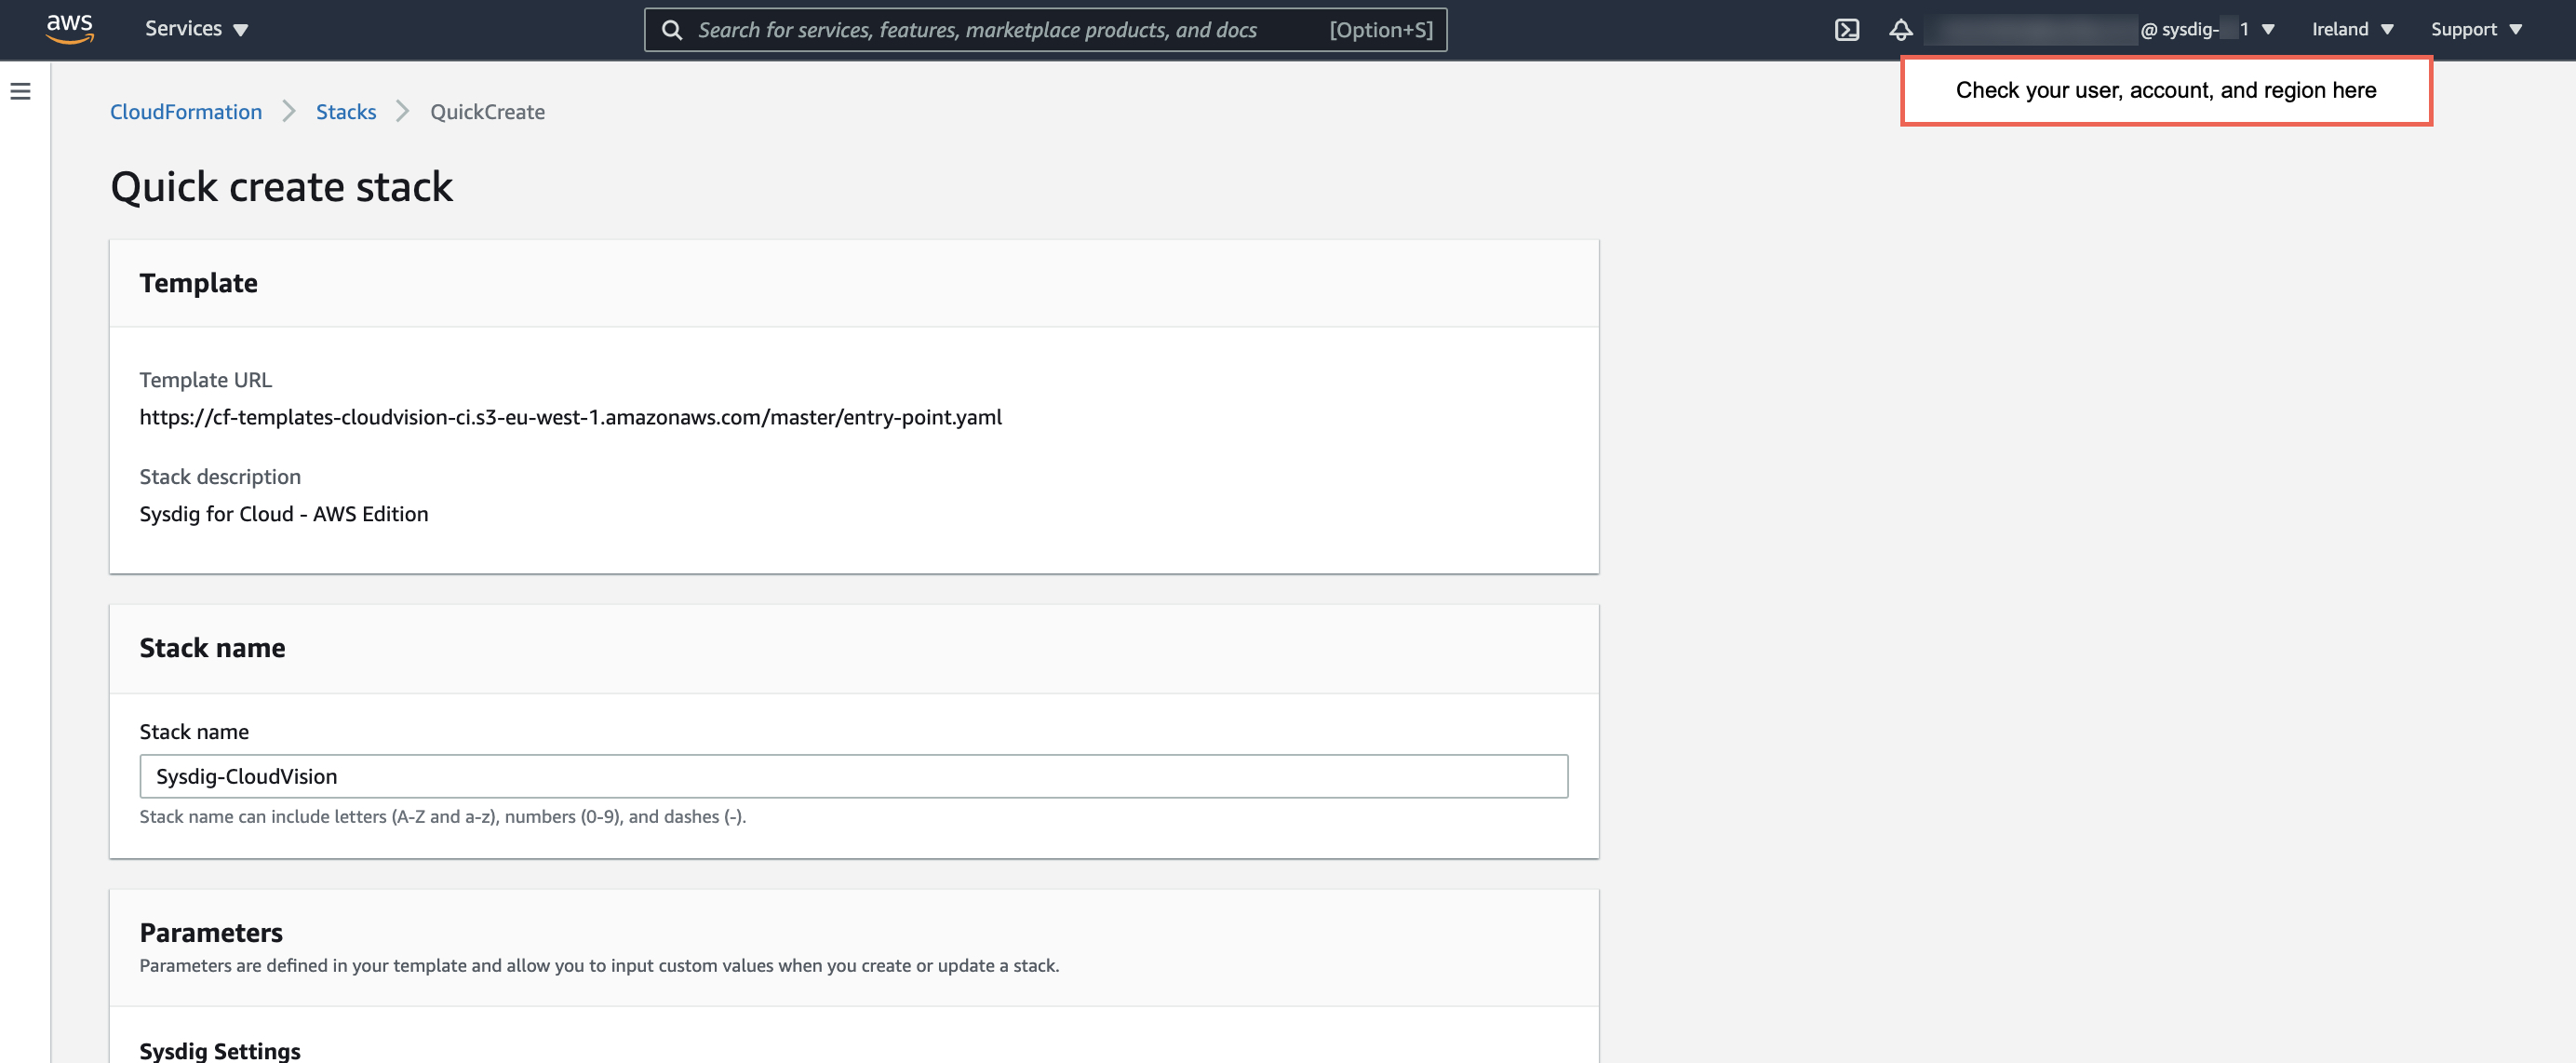 aws Services Search for services, features, marketplace products, and docs [Option+S] @ sysdig- 1 Ireland Support
Check your user, account, and region here
CloudFormation Stacks QuickCreate
Quick create stack
Template
Template URL
https://cf-templates-cloudvision-ci.s3-eu-west-1.amazonaws.com/master/entry-point.yaml
Stack description
Sysdig for Cloud - AWS Edition
Stack name
Stack name
Sysdig-CloudVision
Stack name can include letters (A-Z and a-z), numbers (0-9), and dashes (-).
Parameters
Parameters are defined in your template and allow you to input custom values when you create or update a stack.
Sysdig Settings